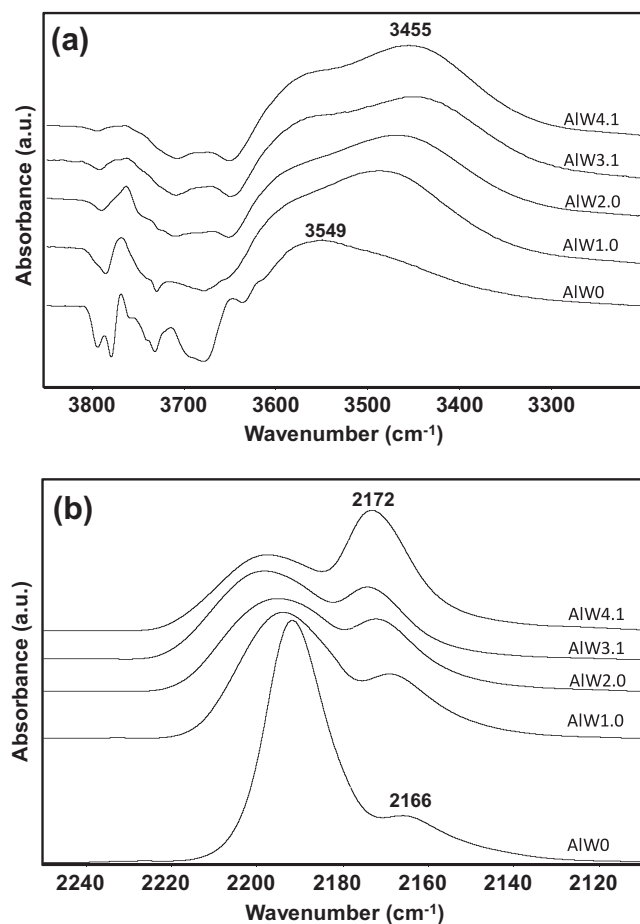 (a)
3455
AlW4.1
AlW3.1
AlW2.0
AlW1.0
3549
AlW0
Absorbance (a.u.)
3800 3700 3600 3500 3400 3300
Wavenumber (cm⁻¹)
(b)
2172
AlW4.1
AlW3.1
AlW2.0
AlW1.0
2166
AlW0
Absorbance (a.u.)
2240 2220 2200 2180 2160 2140 2120
Wavenumber (cm⁻¹)